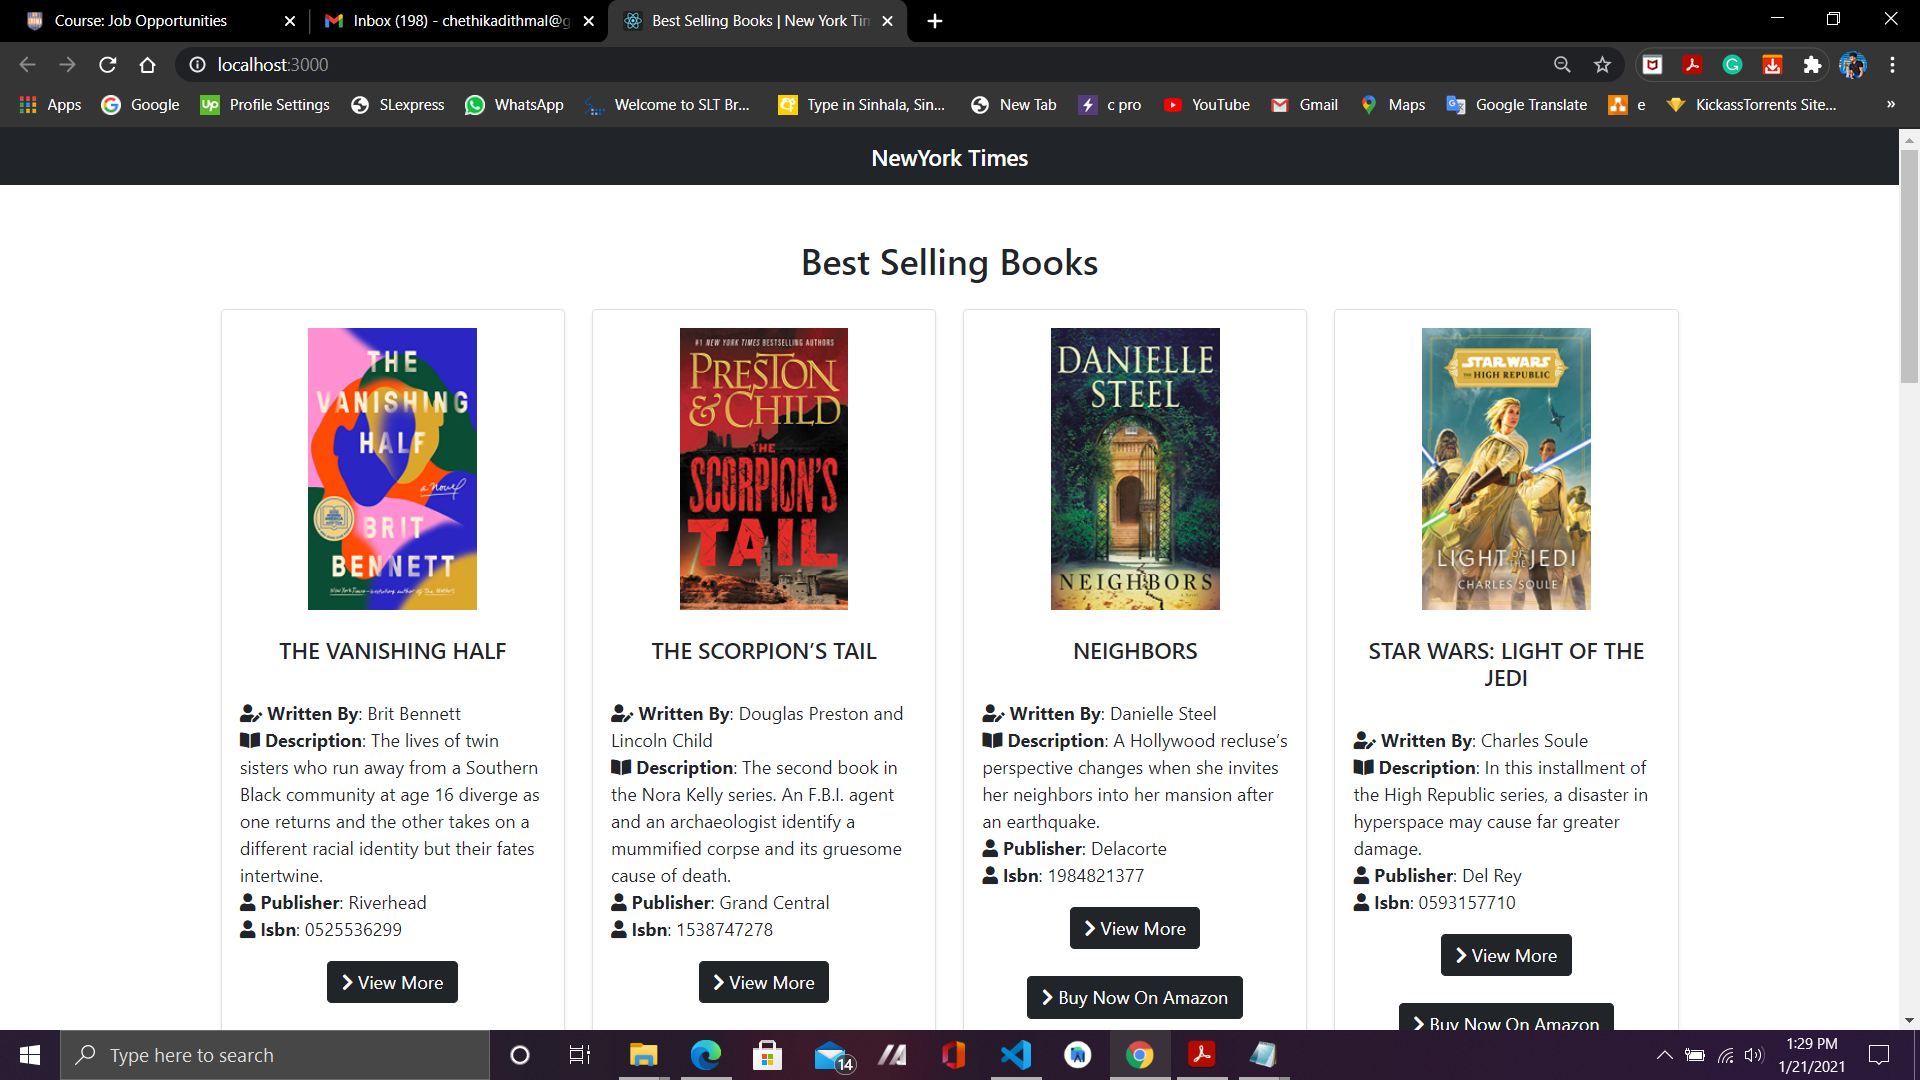 Course: Job Opportunities
Inbox (198) - chethikadithmal@g
Best Selling Books | New York Tim
localhost:3000
Apps
Google
Up
Profile Settings
SLexpress
WhatsApp
Welcome to SLT Br...
Type in Sinhala, Sin...
New Tab
c pro
YouTube
Gmail
Maps
Google Translate
e
KickassTorrents Site...
»
NewYork Times
Best Selling Books
THE
VANISHING
HALF
a novel
BRIT
BENNETT
New York Times-bestselling author of The Mothers
#1 NEW YORK TIMES BESTSELLING AUTHORS
PRESTON
& CHILD
THE
SCORPION'S
TAIL
DANIELLE
STEEL
NEIGHBORS
STAR WARS
THE HIGH REPUBLIC
LIGHT OF THE JEDI
CHARLES SOULE
THE VANISHING HALF
Written By: Brit Bennett
Description: The lives of twin
sisters who run away from a Southern
Black community at age 16 diverge as
one returns and the other takes on a
different racial identity but their fates
intertwine.
Publisher: Riverhead
Isbn: 0525536299
View More
THE SCORPION’S TAIL
Written By: Douglas Preston and
Lincoln Child
Description: The second book in
the Nora Kelly series. An F.B.I. agent
and an archaeologist identify a
mummified corpse and its gruesome
cause of death.
Publisher: Grand Central
Isbn: 1538747278
View More
NEIGHBORS
Written By: Danielle Steel
Description: A Hollywood recluse’s
perspective changes when she invites
her neighbors into her mansion after
an earthquake.
Publisher: Delacorte
Isbn: 1984821377
View More
Buy Now On Amazon
STAR WARS: LIGHT OF THE
JEDI
Written By: Charles Soule
Description: In this installment of
the High Republic series, a disaster in
hyperspace may cause far greater
damage.
Publisher: Del Rey
Isbn: 0593157710
View More
Buy Now On Amazon
Type here to search
14
1:29 PM
1/21/2021